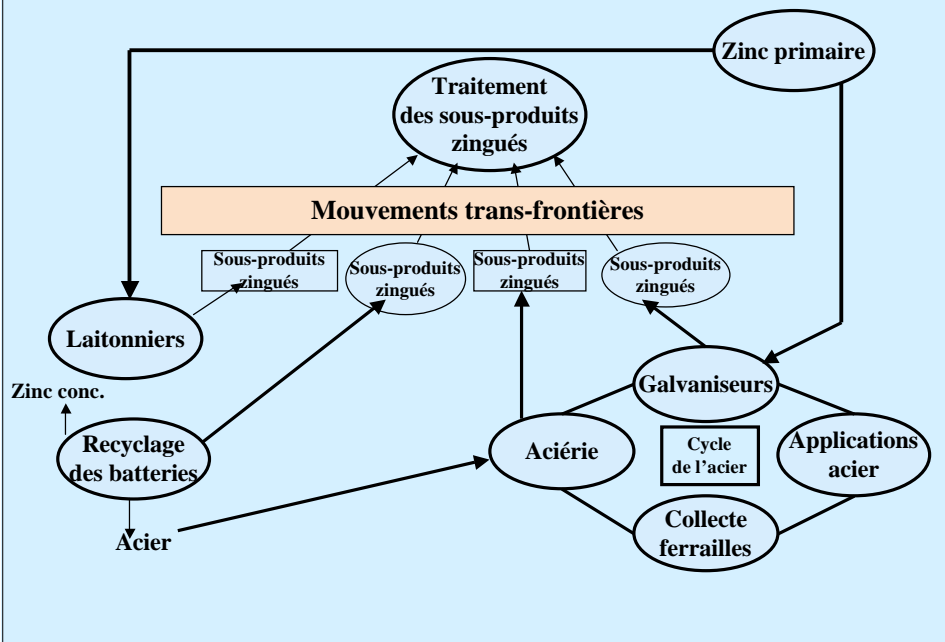 Zinc primaire
Traitement
des sous-produits
zingués
Mouvements trans-frontières
Sous-produits
zingués
Sous-produits
zingués
Sous-produits
zingués
Sous-produits
zingués
Laitonniers
Zinc conc.
Galvaniseurs
Recyclage
des batteries
Aciérie
Cycle
de l’acier
Applications
acier
Collecte
ferrailles
Acier